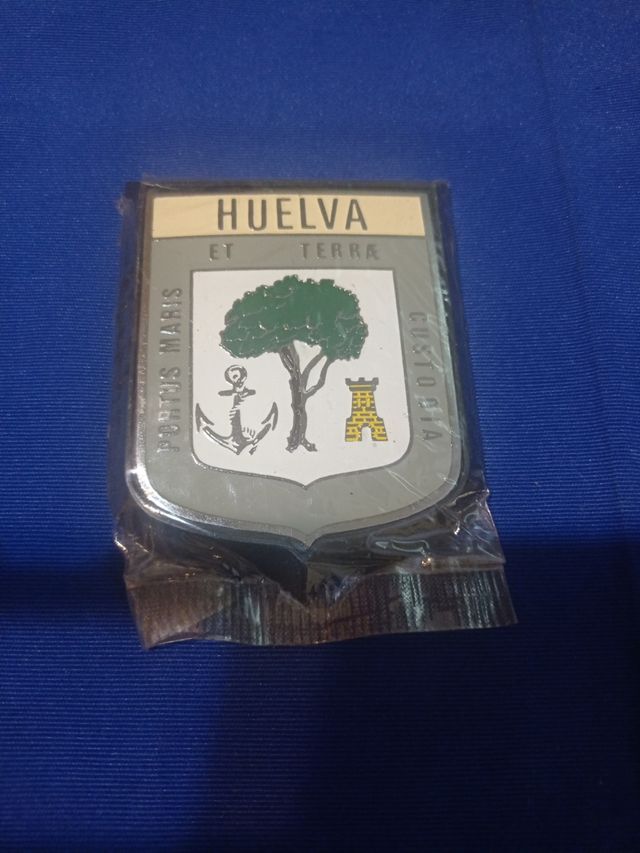 HUELVA
PORTUS MARIS
ET TERRÆ
CUSTODIA